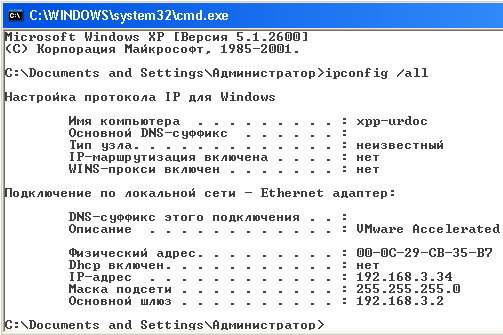 C:\WINDOWS\system32\cmd.exe
Microsoft Windows XP [Версия 5.1.2600]
(С) Корпорация Майкрософт, 1985-2001.
C:\Documents and Settings\Администратор>ipconfig /all
Настройка протокола IP для Windows
Имя компьютера . . . . . . . . . : xpp-urdoc
Основной DNS-суффикс . . . . . . :
Тип узла. . . . . . . . . . . . . : неизвестный
IP-маршрутизация включена . . . . : нет
WINS-прокси включен . . . . . . . : нет
Подключение по локальной сети - Ethernet адаптер:
DNS-суффикс этого подключения . . :
Описание . . . . . . . . . . . . : VMware Accelerated
Физический адрес. . . . . . . . . : 00-0C-29-CB-35-B7
Dhcp включен. . . . . . . . . . . : нет
IP-адрес . . . . . . . . . . . . : 192.168.3.34
Маска подсети . . . . . . . . . . : 255.255.255.0
Основной шлюз . . . . . . . . . . : 192.168.3.2
C:\Documents and Settings\Администратор>